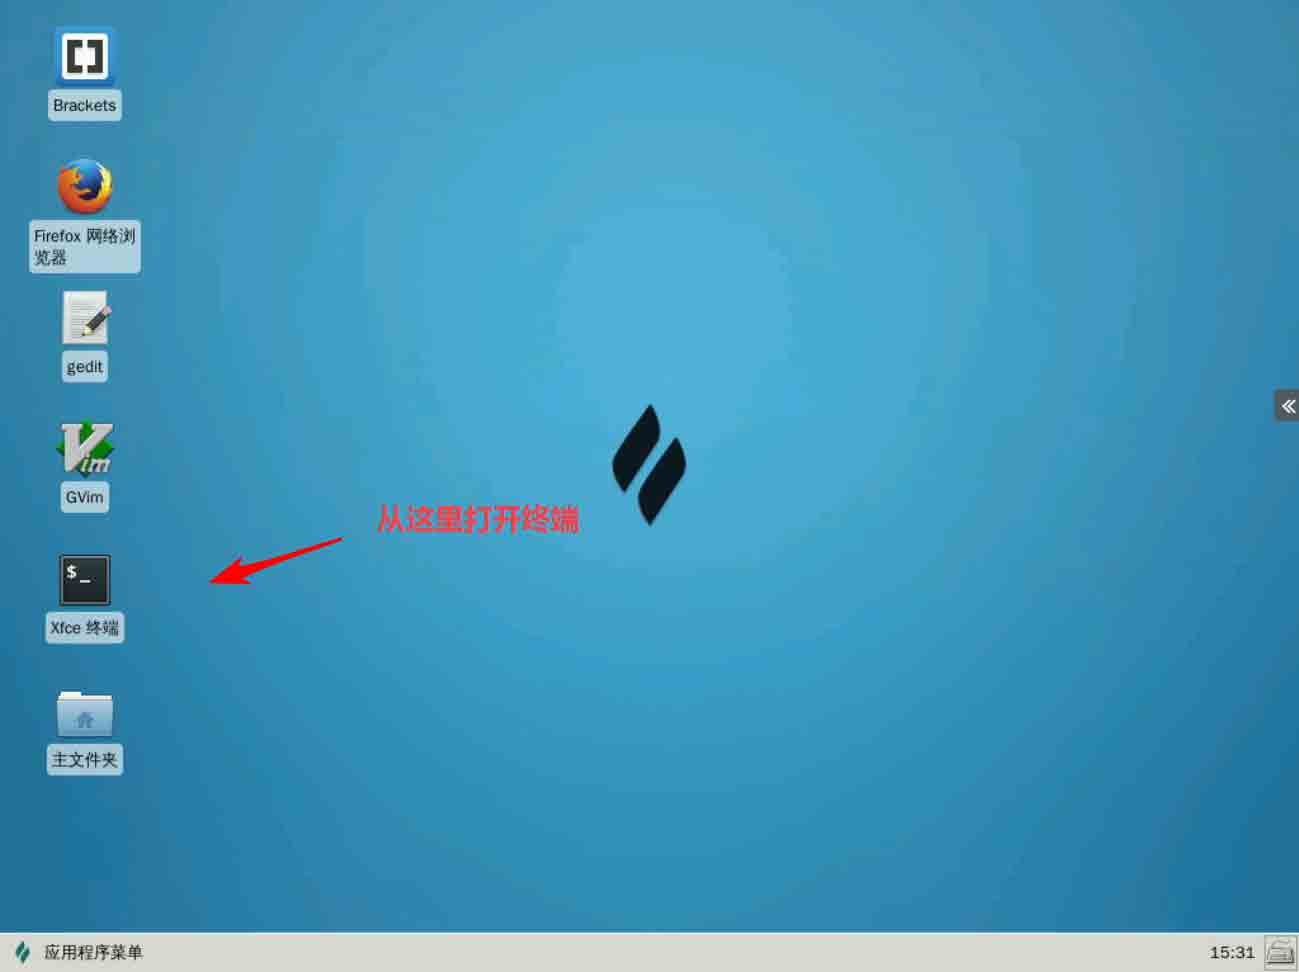 Brackets
Firefox 网络浏
览器
gedit
Vim
GVim
从这里打开终端
$_
Xfce 终端
主文件夹
应用程序菜单
15:31